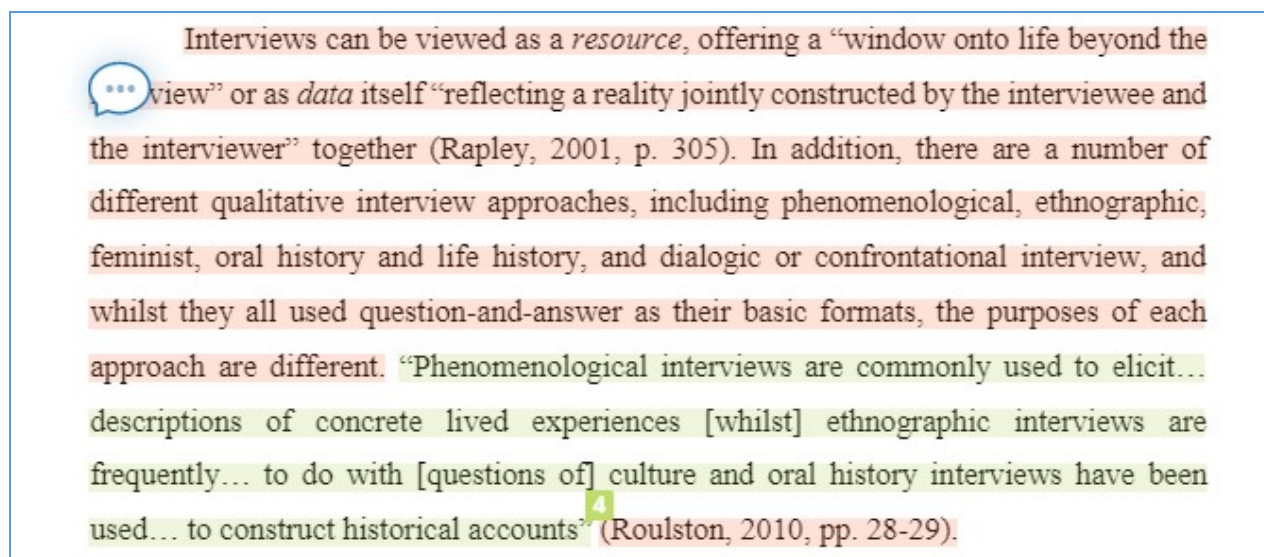 Interviews can be viewed as a resource, offering a “window onto life beyond the
view” or as data itself “reflecting a reality jointly constructed by the interviewee and
the interviewer” together (Rapley, 2001, p. 305). In addition, there are a number of
different qualitative interview approaches, including phenomenological, ethnographic,
feminist, oral history and life history, and dialogic or confrontational interview, and
whilst they all used question-and-answer as their basic formats, the purposes of each
approach are different. “Phenomenological interviews are commonly used to elicit…
descriptions of concrete lived experiences [whilst] ethnographic interviews are
frequently… to do with [questions of] culture and oral history interviews have been
4
used… to construct historical accounts” (Roulston, 2010, pp. 28-29).